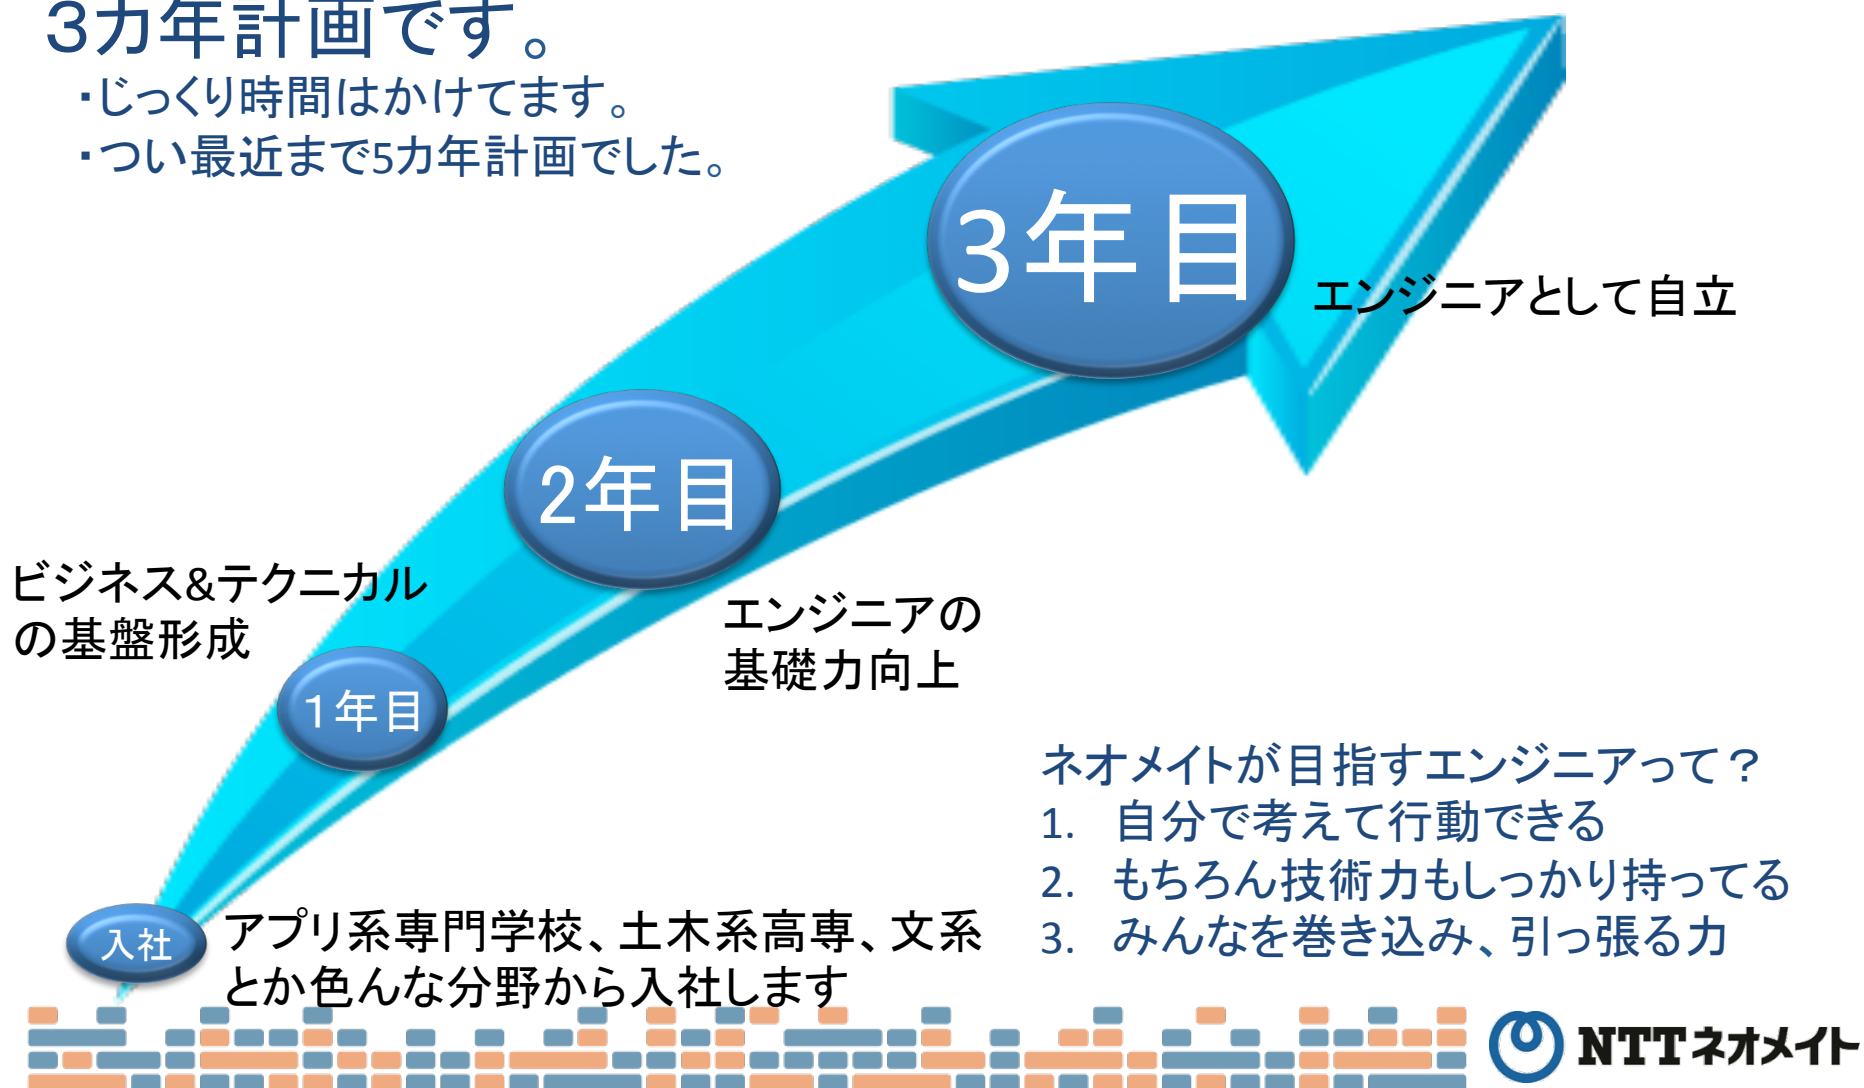 3カ年計画です。
・じっくり時間はかけてます。
・つい最近まで5カ年計画でした。
3年目
エンジニアとして自立
2年目
エンジニアの
基礎力向上
ビジネス&テクニカル
の基盤形成
1年目
入社
アプリ系専門学校、土木系高専、文系
とか色んな分野から入社します
ネオメイトが目指すエンジニアって？
1. 自分で考えて行動できる
2. もちろん技術力もしっかり持ってる
3. みんなを巻き込み、引っ張る力
NTTネオメイト